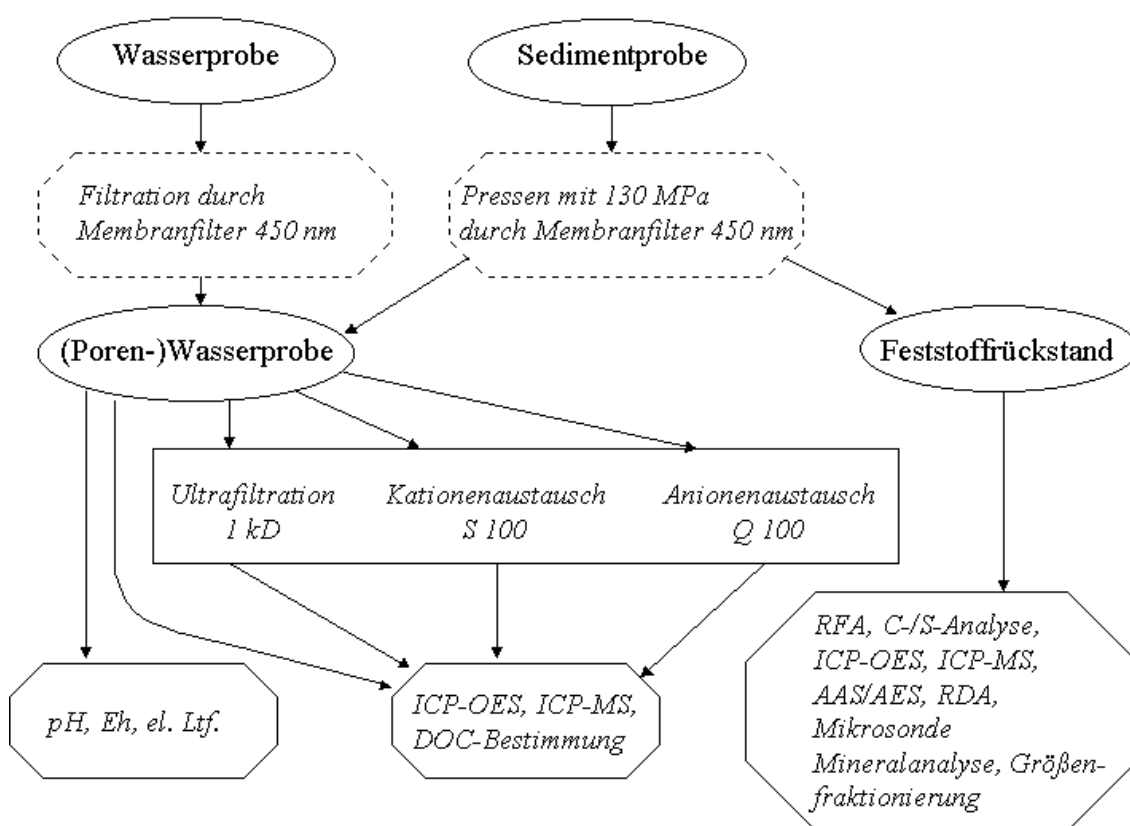 Wasserprobe
Sedimentprobe
Filtration durch
Membranfilter 450 nm
Pressen mit 130 MPa
durch Membranfilter 450 nm
(Poren-)Wasserprobe
Feststoffrückstand
Ultrafiltration
1 kD
Kationenaustausch
S 100
Anionenaustausch
Q 100
pH, Eh, el. Ltf.
ICP-OES, ICP-MS,
DOC-Bestimmung
RFA, C-/S-Analyse,
ICP-OES, ICP-MS,
AAS/AES, RDA,
Mikrosonde
Mineralanalyse, Größen-
fraktionierung